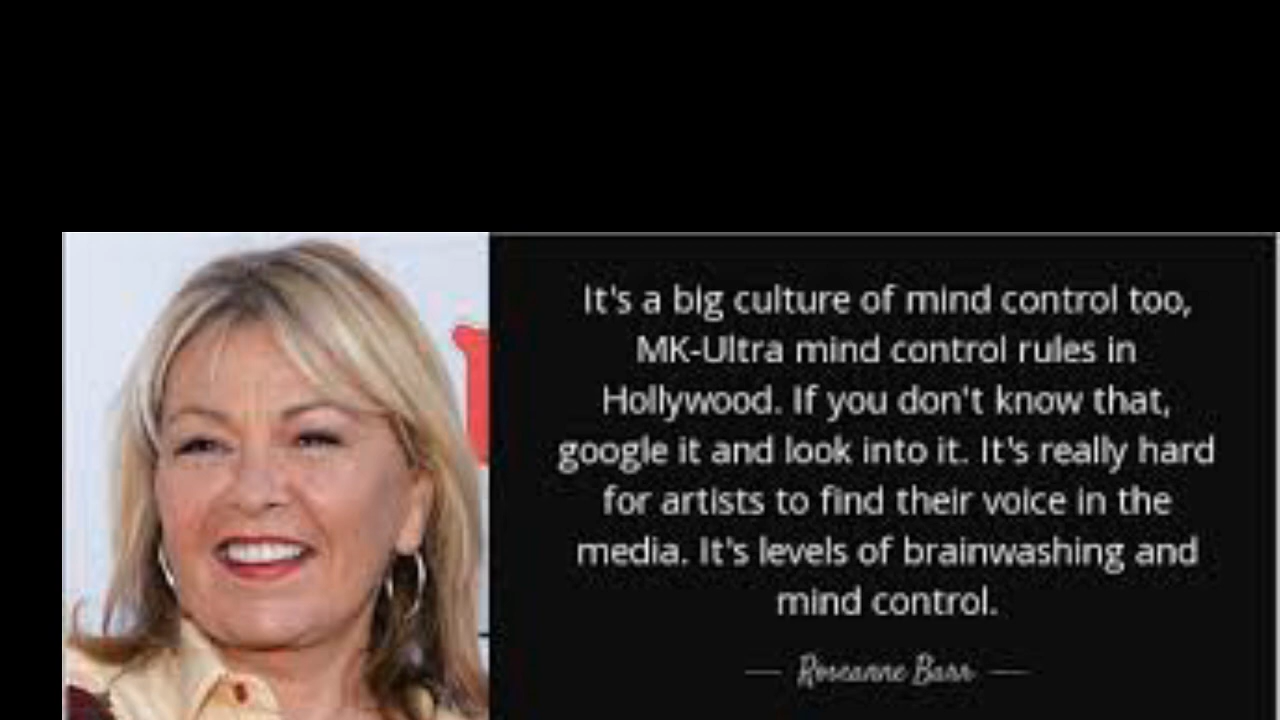 It's a big culture of mind control too,
MK-Ultra mind control rules in
Hollywood. If you don't know that,
google it and look into it. It's really hard
for artists to find their voice in the
media. It's levels of brainwashing and
mind control.
— Roseanne Barr —